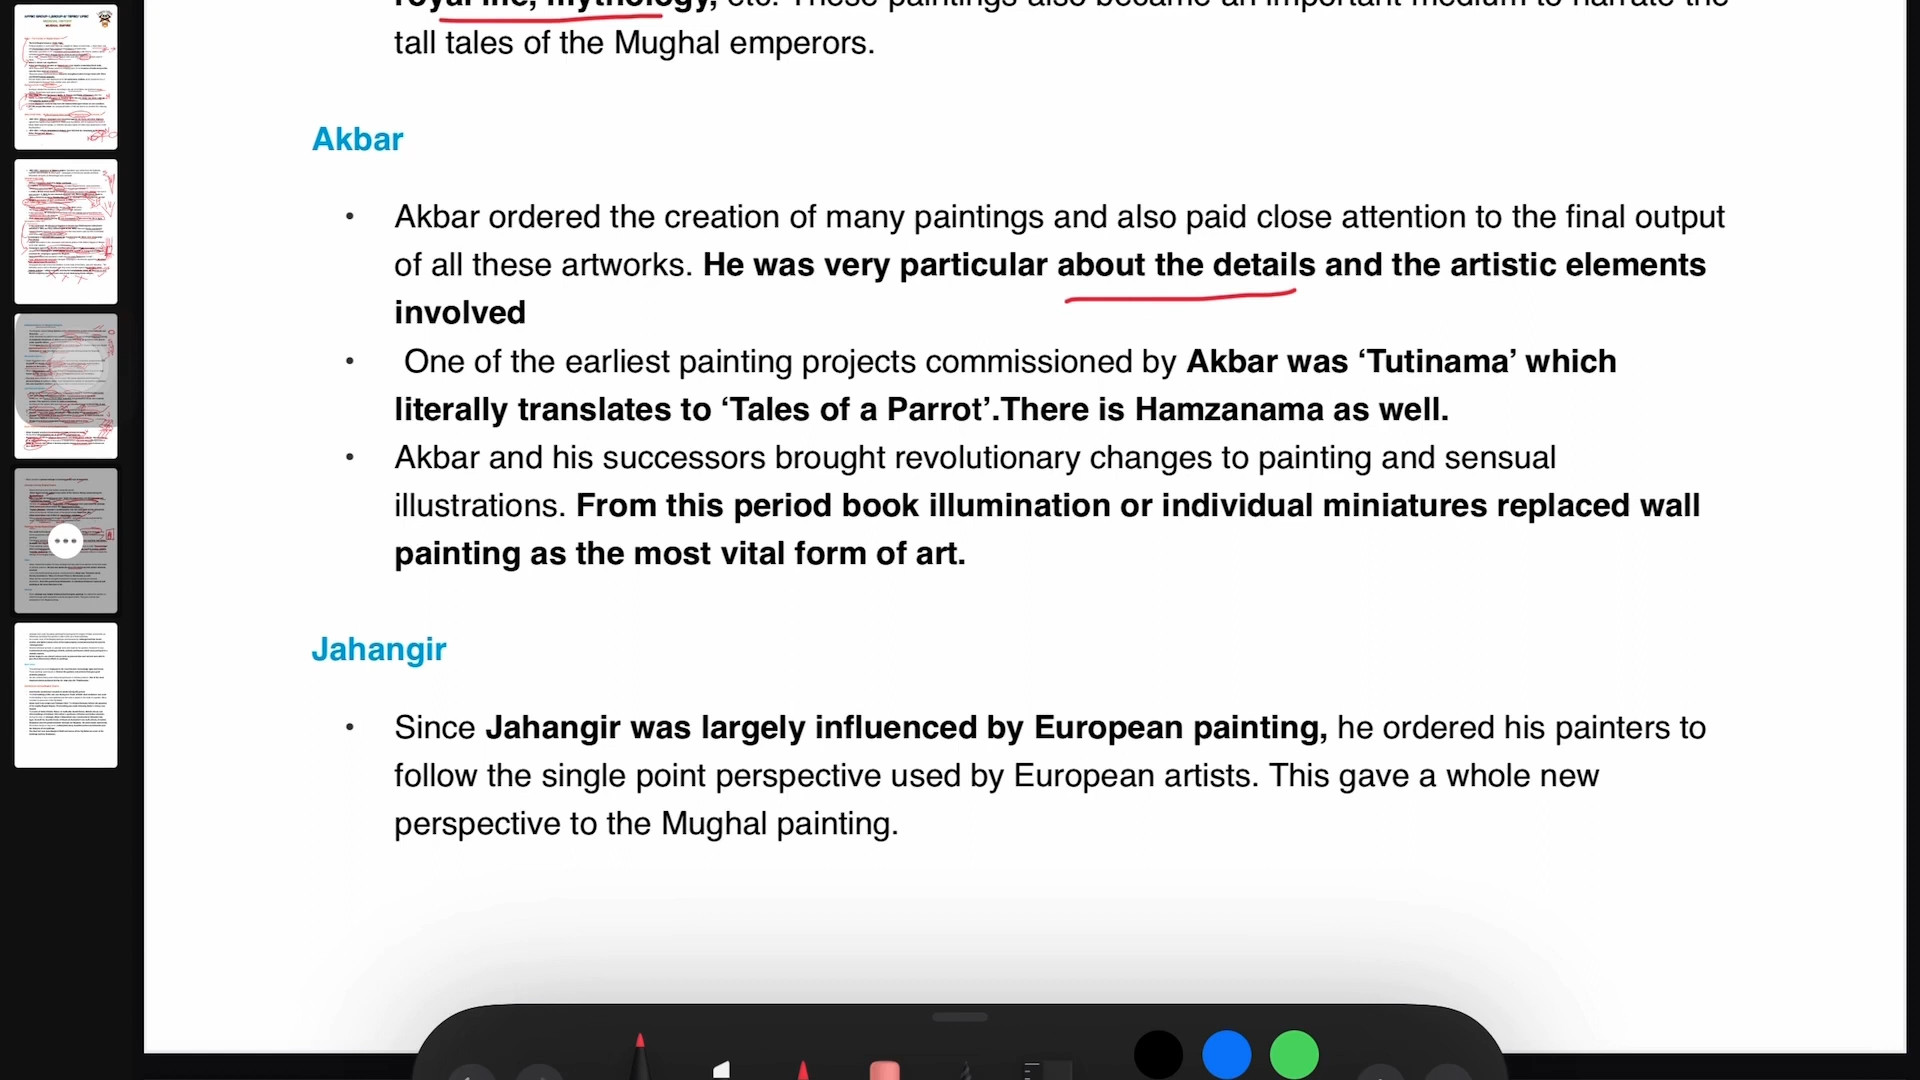 tall tales of the Mughal emperors.
Akbar
• Akbar ordered the creation of many paintings and also paid close attention to the final output
of all these artworks. He was very particular about the details and the artistic elements
involved
• One of the earliest painting projects commissioned by Akbar was ‘Tutinama’ which
literally translates to ‘Tales of a Parrot’.There is Hamzanama as well.
• Akbar and his successors brought revolutionary changes to painting and sensual
illustrations. From this period book illumination or individual miniatures replaced wall
painting as the most vital form of art.
Jahangir
• Since Jahangir was largely influenced by European painting, he ordered his painters to
follow the single point perspective used by European artists. This gave a whole new
perspective to the Mughal painting.